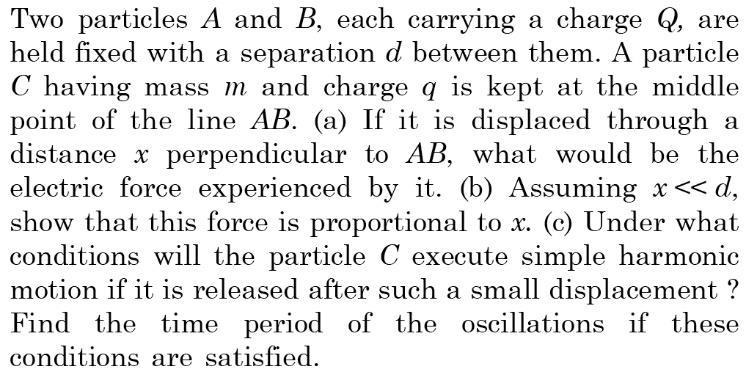 Two particles A and B, each carrying a charge Q, are
held fixed with a separation d between them. A particle
C having mass m and charge q is kept at the middle
point of the line AB. (a) If it is displaced through a
distance x perpendicular to AB, what would be the
electric force experienced by it. (b) Assuming x << d,
show that this force is proportional to x. (c) Under what
conditions will the particle C execute simple harmonic
motion if it is released after such a small displacement ?
Find the time period of the oscillations if these
conditions are satisfied.